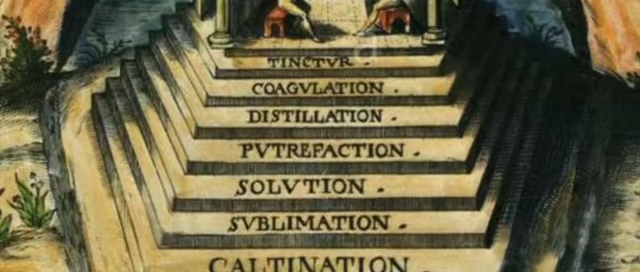 TINCTVR.
COAGVLATION.
DISTILLATION.
PVTREFACTION.
SOLVTION.
SVBLIMATION.
CALTINATION.